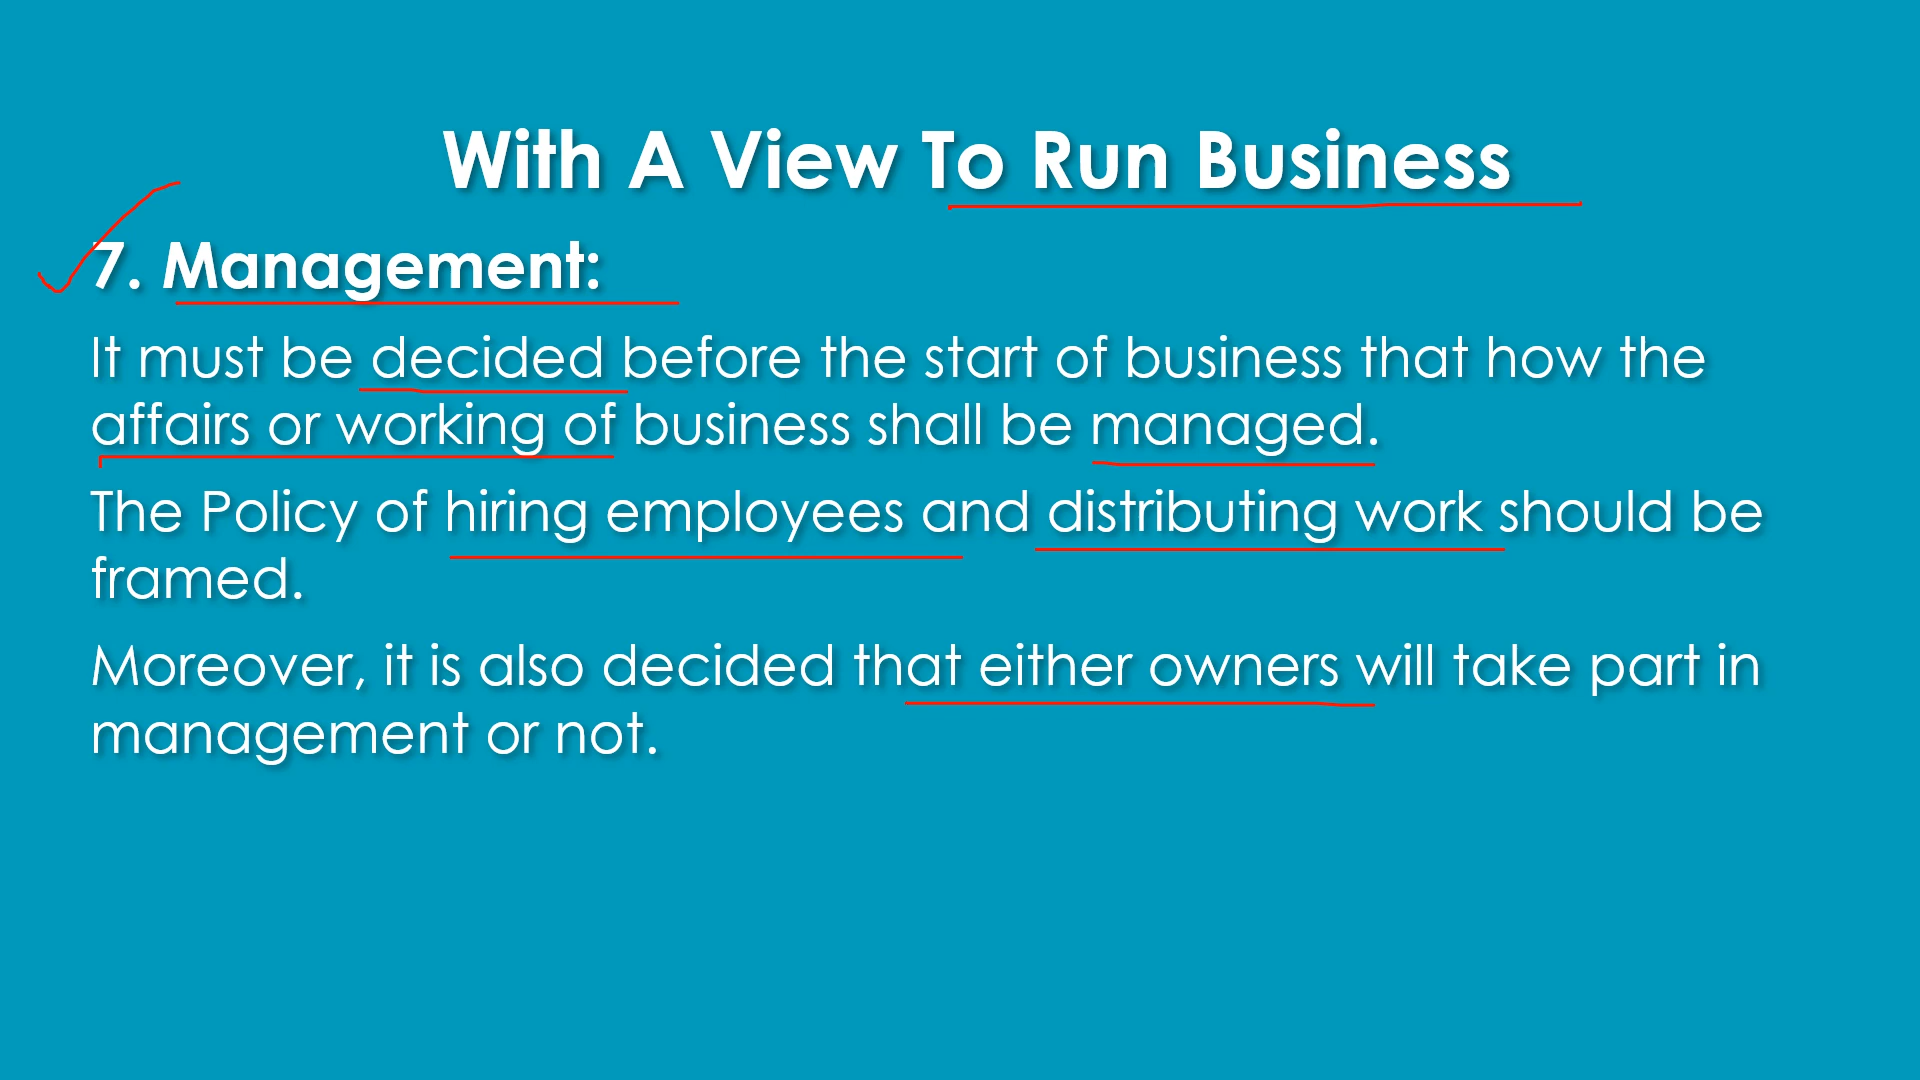 With A View To Run Business
7. Management:
It must be decided before the start of business that how the
affairs or working of business shall be managed.
The Policy of hiring employees and distributing work should be
framed.
Moreover, it is also decided that either owners will take part in
management or not.